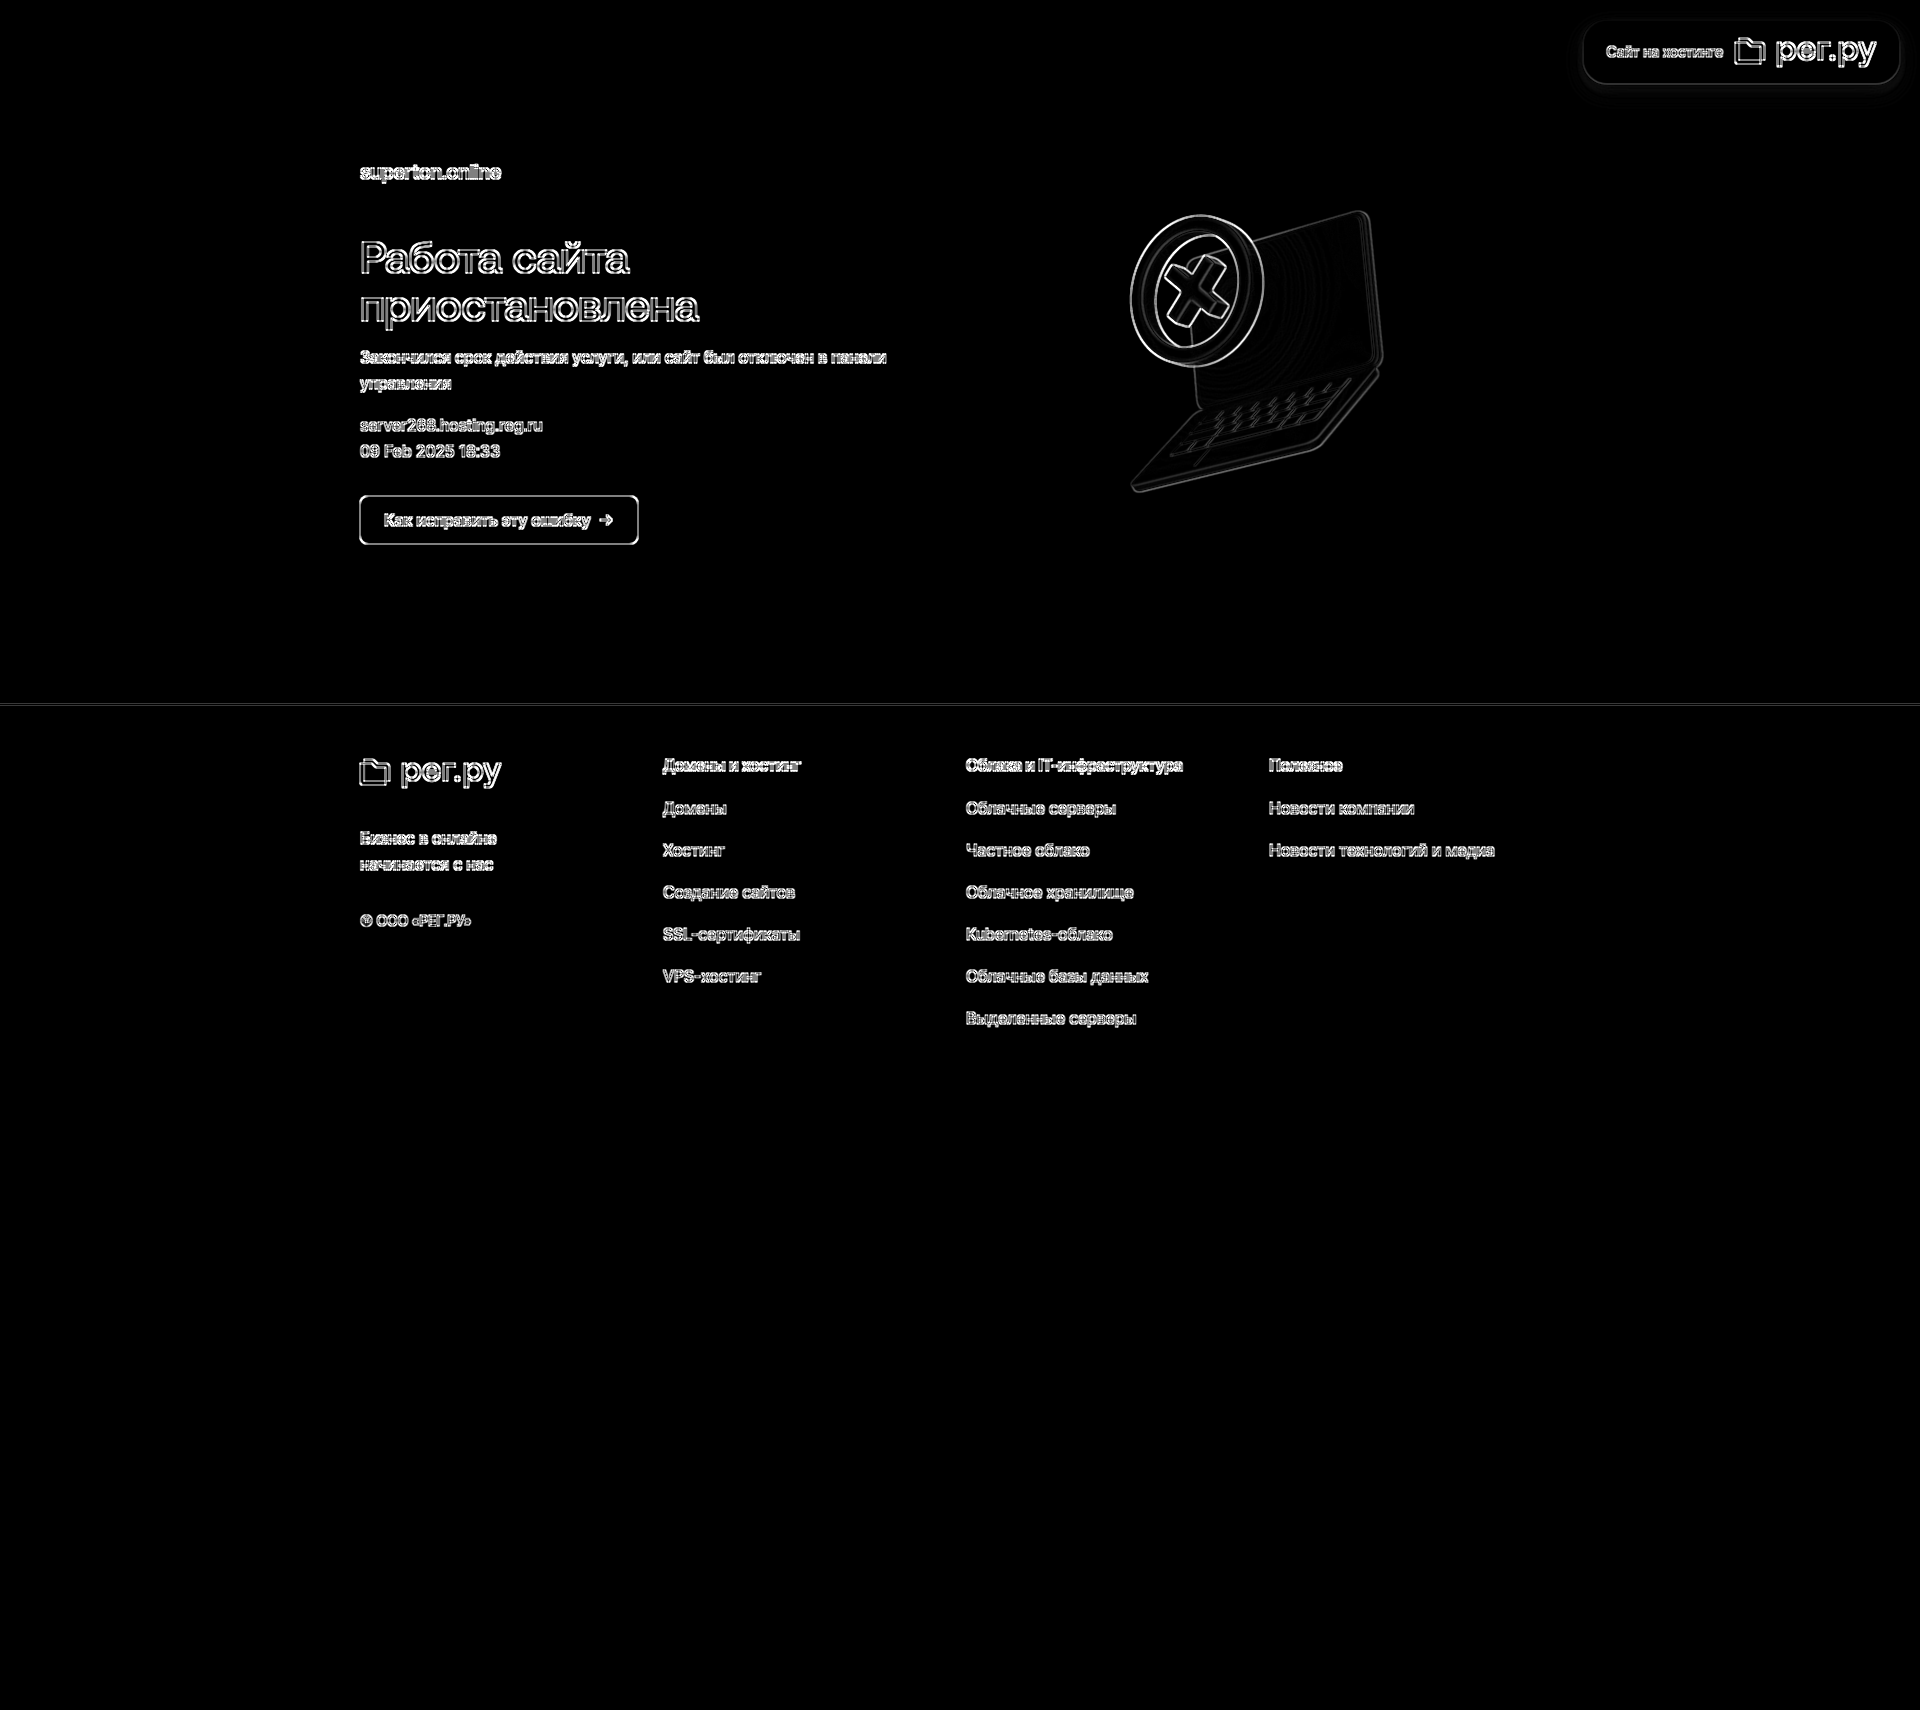 Сайт на хостинге рег.ру
superton.online
Работа сайта
приостановлена
Закончился срок действия услуги, или сайт был отключен в панели
управления
server288.hosting.reg.ru
09 Feb 2025 18:33
Как исправить эту ошибку →
рег.ру
Бизнес в онлайне
начинается с нас
© ООО «РЕГ.РУ»
Домены и хостинг
Домены
Хостинг
Создание сайтов
SSL-сертификаты
VPS-хостинг
Облака и IT-инфраструктура
Облачные серверы
Частное облако
Облачное хранилище
Kubernetes-облако
Облачные базы данных
Выделенные серверы
Полезное
Новости компании
Новости технологий и медиа